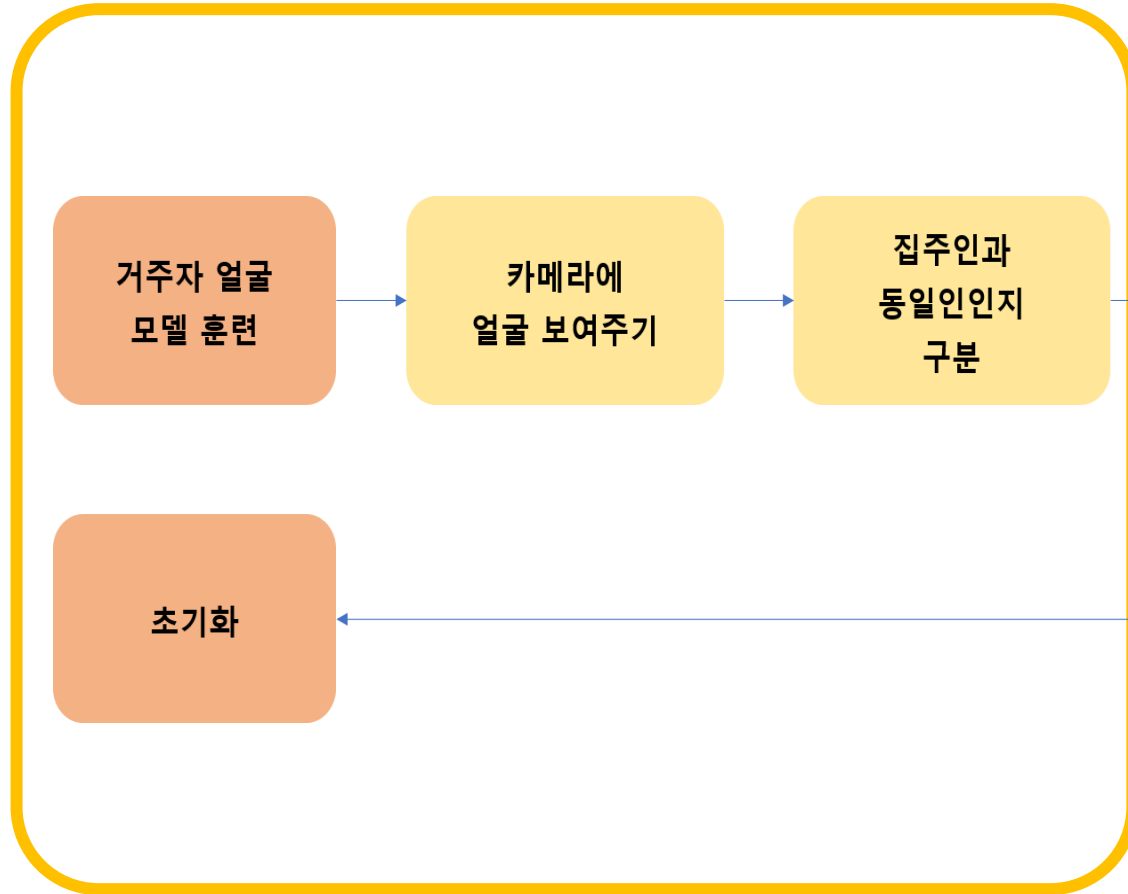 거주자 얼굴
모델 훈련
카메라에
얼굴 보여주기
집주인과
동일인인지
구분
초기화